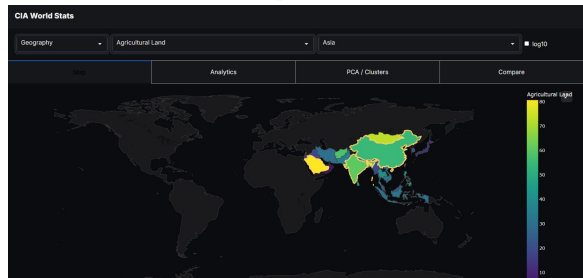 CIA World Stats
Geography
Agricultural Land
Asia
log10
Map
Analytics
PCA / Clusters
Compare
Agricultural Land
80
70
60
50
40
30
20
10